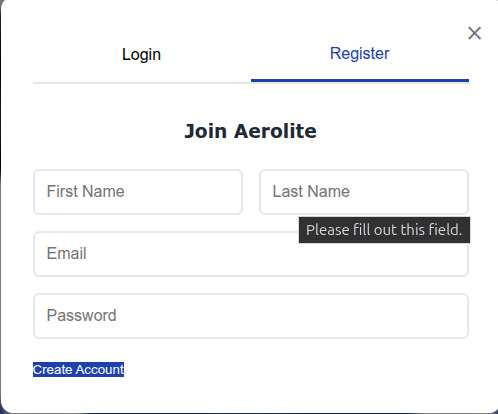 ×
Login Register
Join Aerolite
First Name Last Name
Please fill out this field.
Email
Password
Create Account